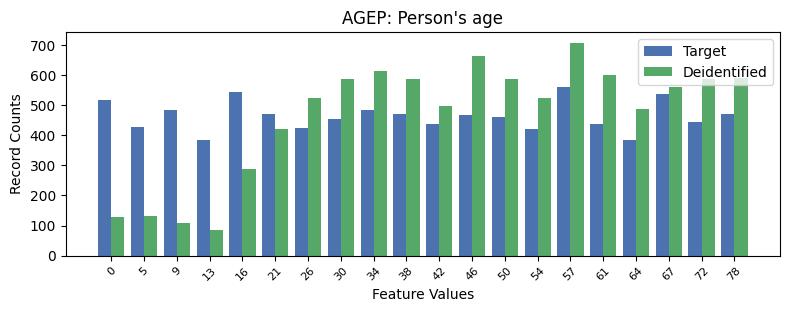 AGEP: Person's age
Target
Deidentified
Record Counts
700
600
500
400
300
200
100
0
0 5 9 13 16 21 26 30 34 38 42 46 50 54 57 61 64 67 72 78
Feature Values